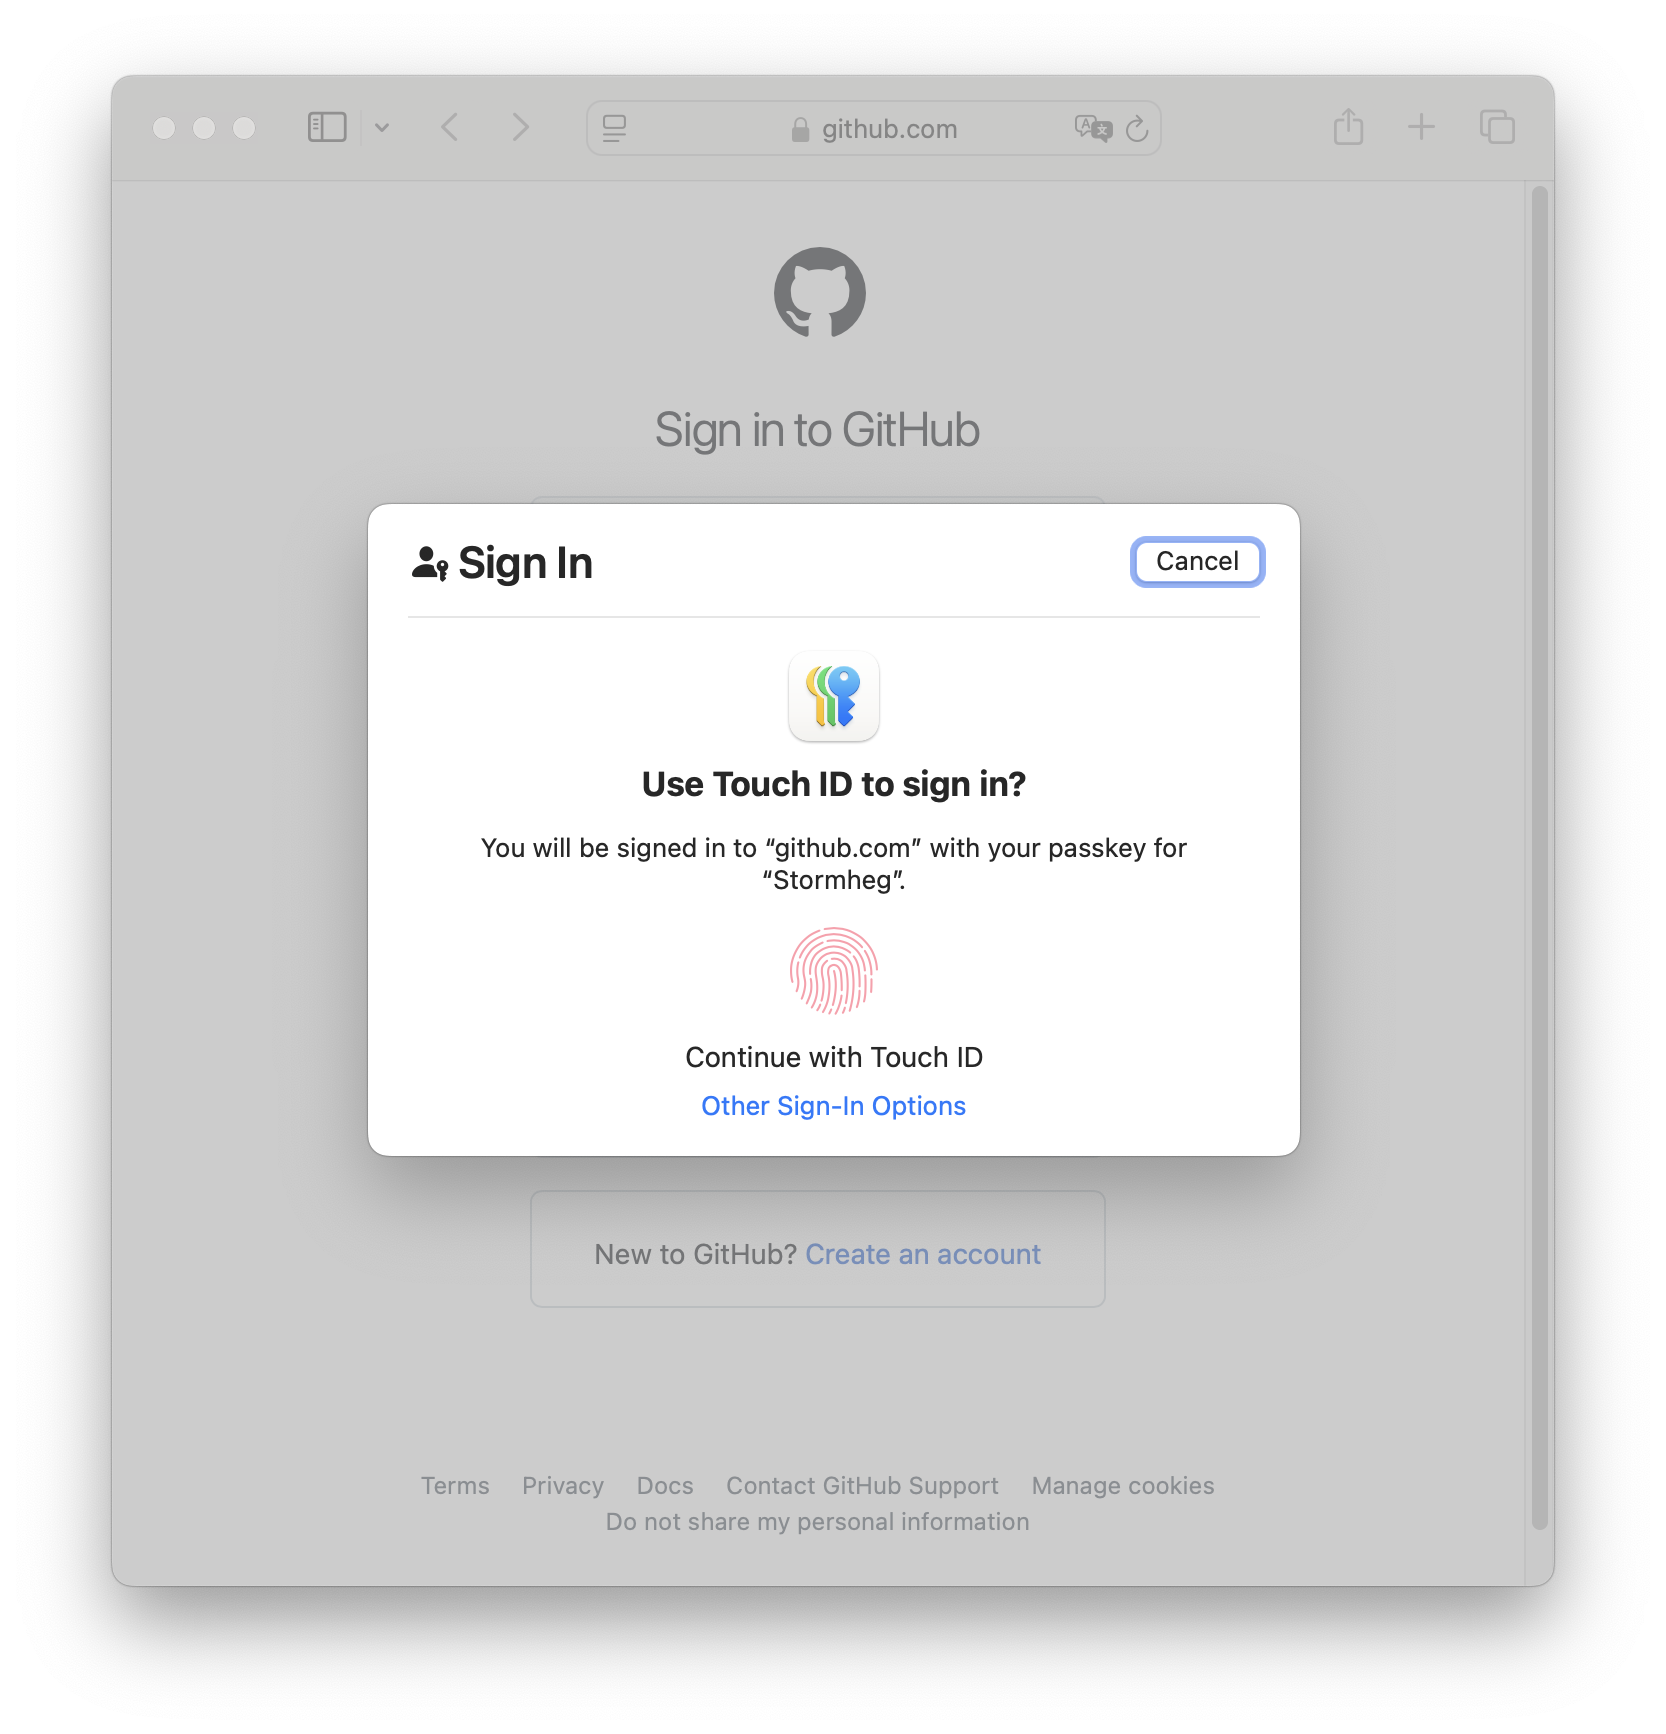 github.com
Sign in to GitHub
Sign In
Cancel
Use Touch ID to sign in?
You will be signed in to “github.com” with your passkey for
“Stormheg”.
Continue with Touch ID
Other Sign-In Options
New to GitHub? Create an account
Terms Privacy Docs Contact GitHub Support Manage cookies
Do not share my personal information